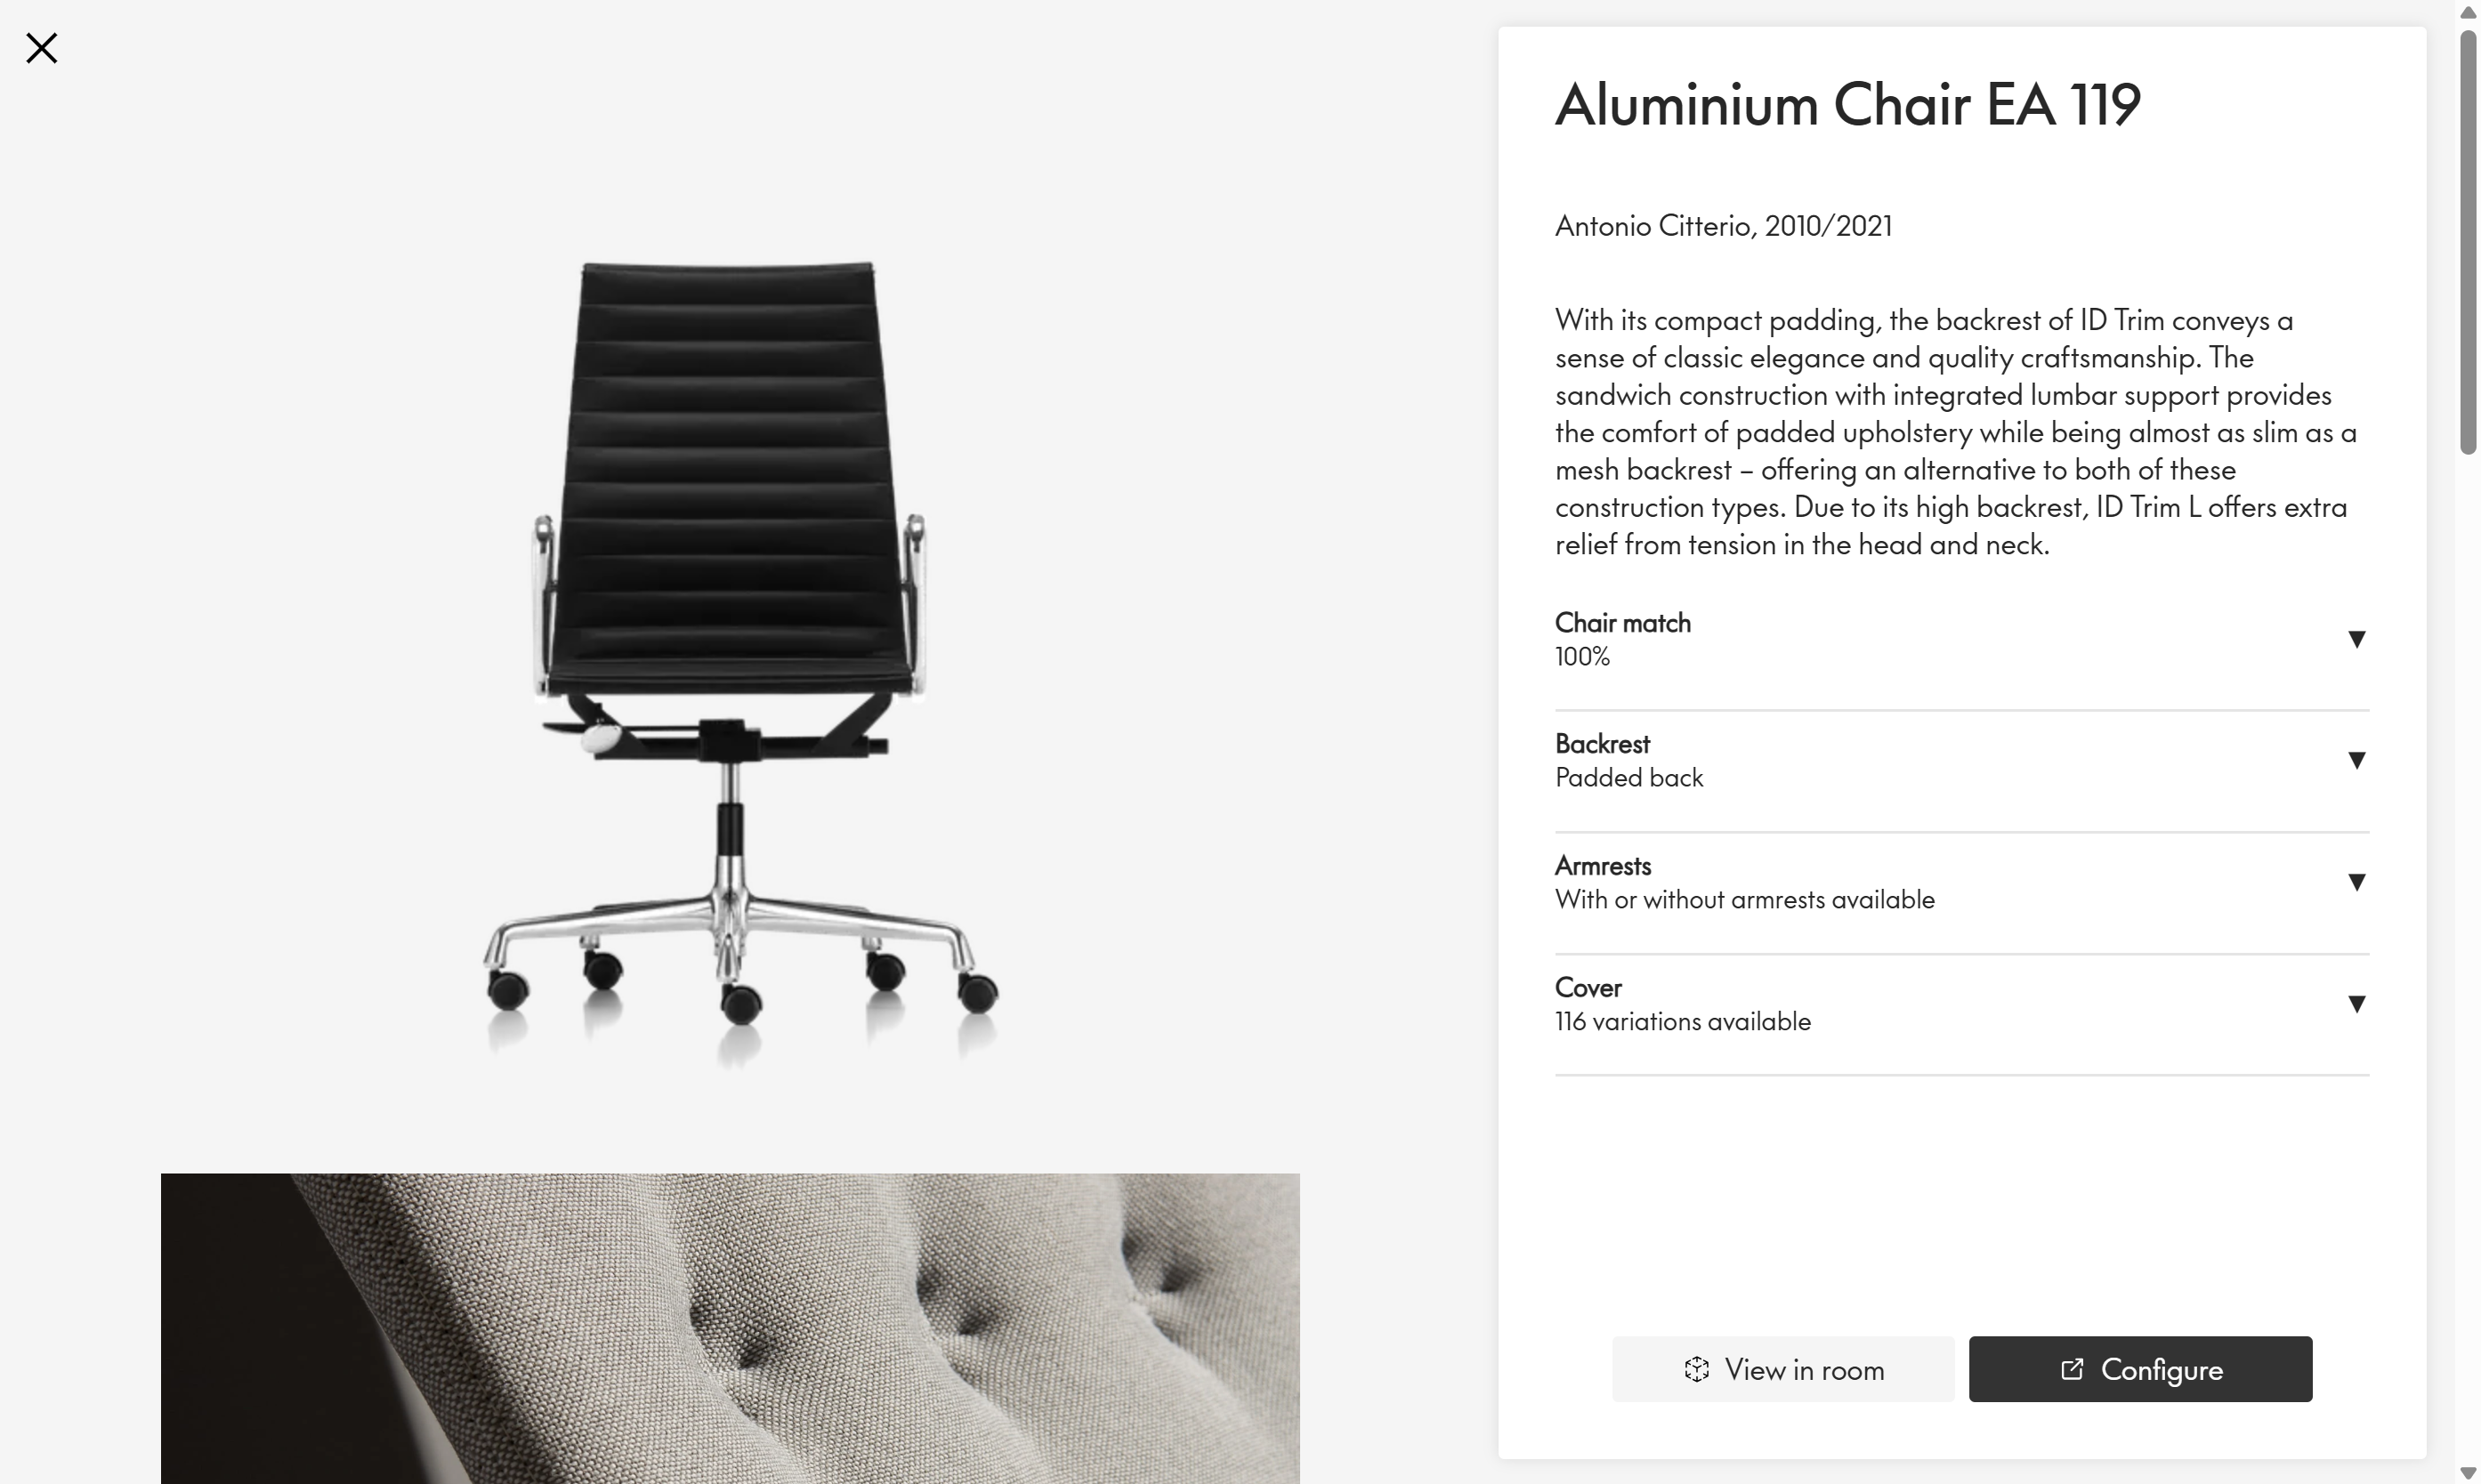 Aluminium Chair EA 119
Antonio Citterio, 2010/2021
With its compact padding, the backrest of ID Trim conveys a
sense of classic elegance and quality craftsmanship. The
sandwich construction with integrated lumbar support provides
the comfort of padded upholstery while being almost as slim as a
mesh backrest – offering an alternative to both of these
construction types. Due to its high backrest, ID Trim L offers extra
relief from tension in the head and neck.
Chair match
100%
Backrest
Padded back
Armrests
With or without armrests available
Cover
116 variations available
View in room
Configure